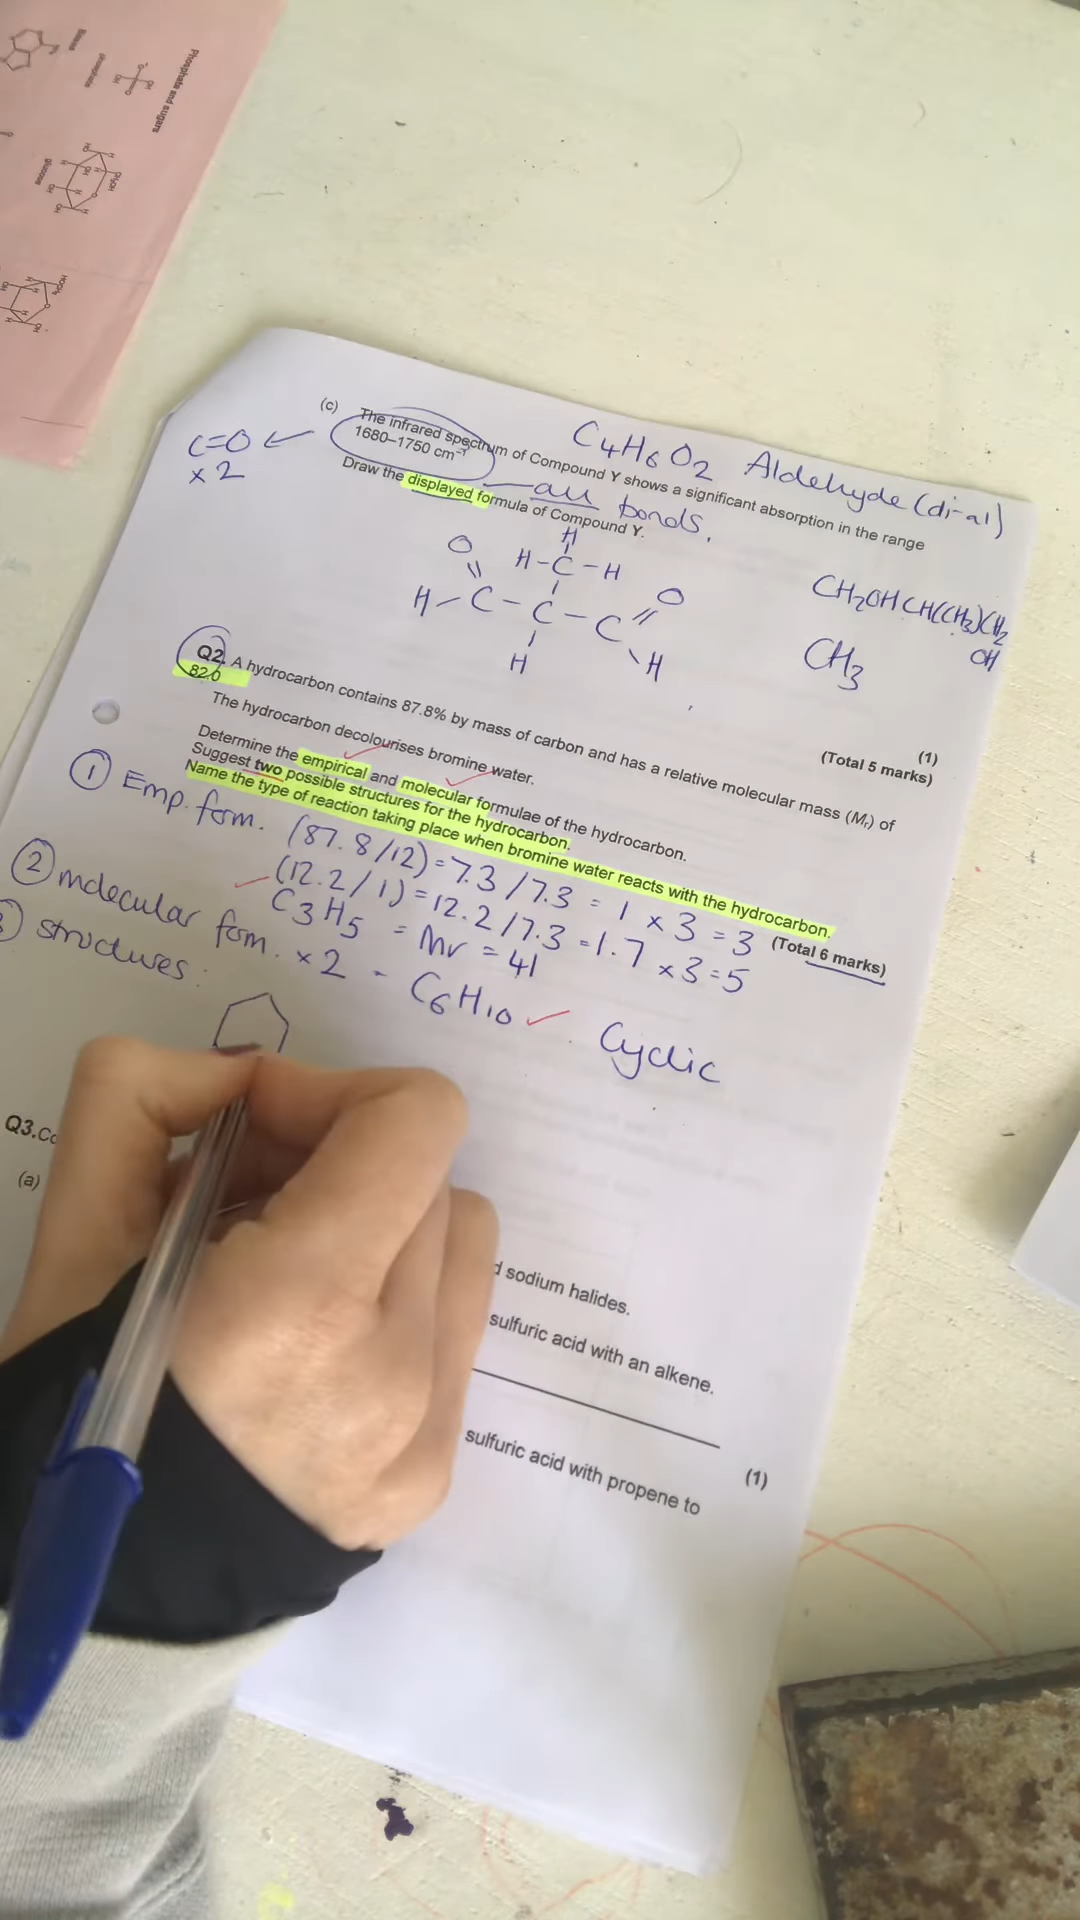 Phosphate and sugars
phosphate
glucose
(c) The infrared spectrum of Compound Y shows a significant absorption in the range
1680–1750 cm⁻¹
C4H6O2 Aldehyde (di-al)
C=O
x2
Draw the displayed formula of Compound Y.
all bonds.
H
H-C-H
O O
H-C-C-C
H H
CH2OHCH(CH3)CH2
OH
CH3
(1)
(Total 5 marks)
Q2. A hydrocarbon contains 87.8% by mass of carbon and has a relative molecular mass (Mr) of
82.0
The hydrocarbon decolourises bromine water.
Determine the empirical and molecular formulae of the hydrocarbon.
Suggest two possible structures for the hydrocarbon.
Name the type of reaction taking place when bromine water reacts with the hydrocarbon.
(Total 6 marks)
1 Emp. form. (87.8/12) = 7.3/7.3 = 1 x3 = 3
(12.2/1) = 12.2/7.3 = 1.7 x3 = 5
C3H5 = Mr = 41
2 molecular form. x2 - C6H10
structures: Cyclic
Q3.
(a)
sodium halides.
sulfuric acid with an alkene.
(1)
sulfuric acid with propene to